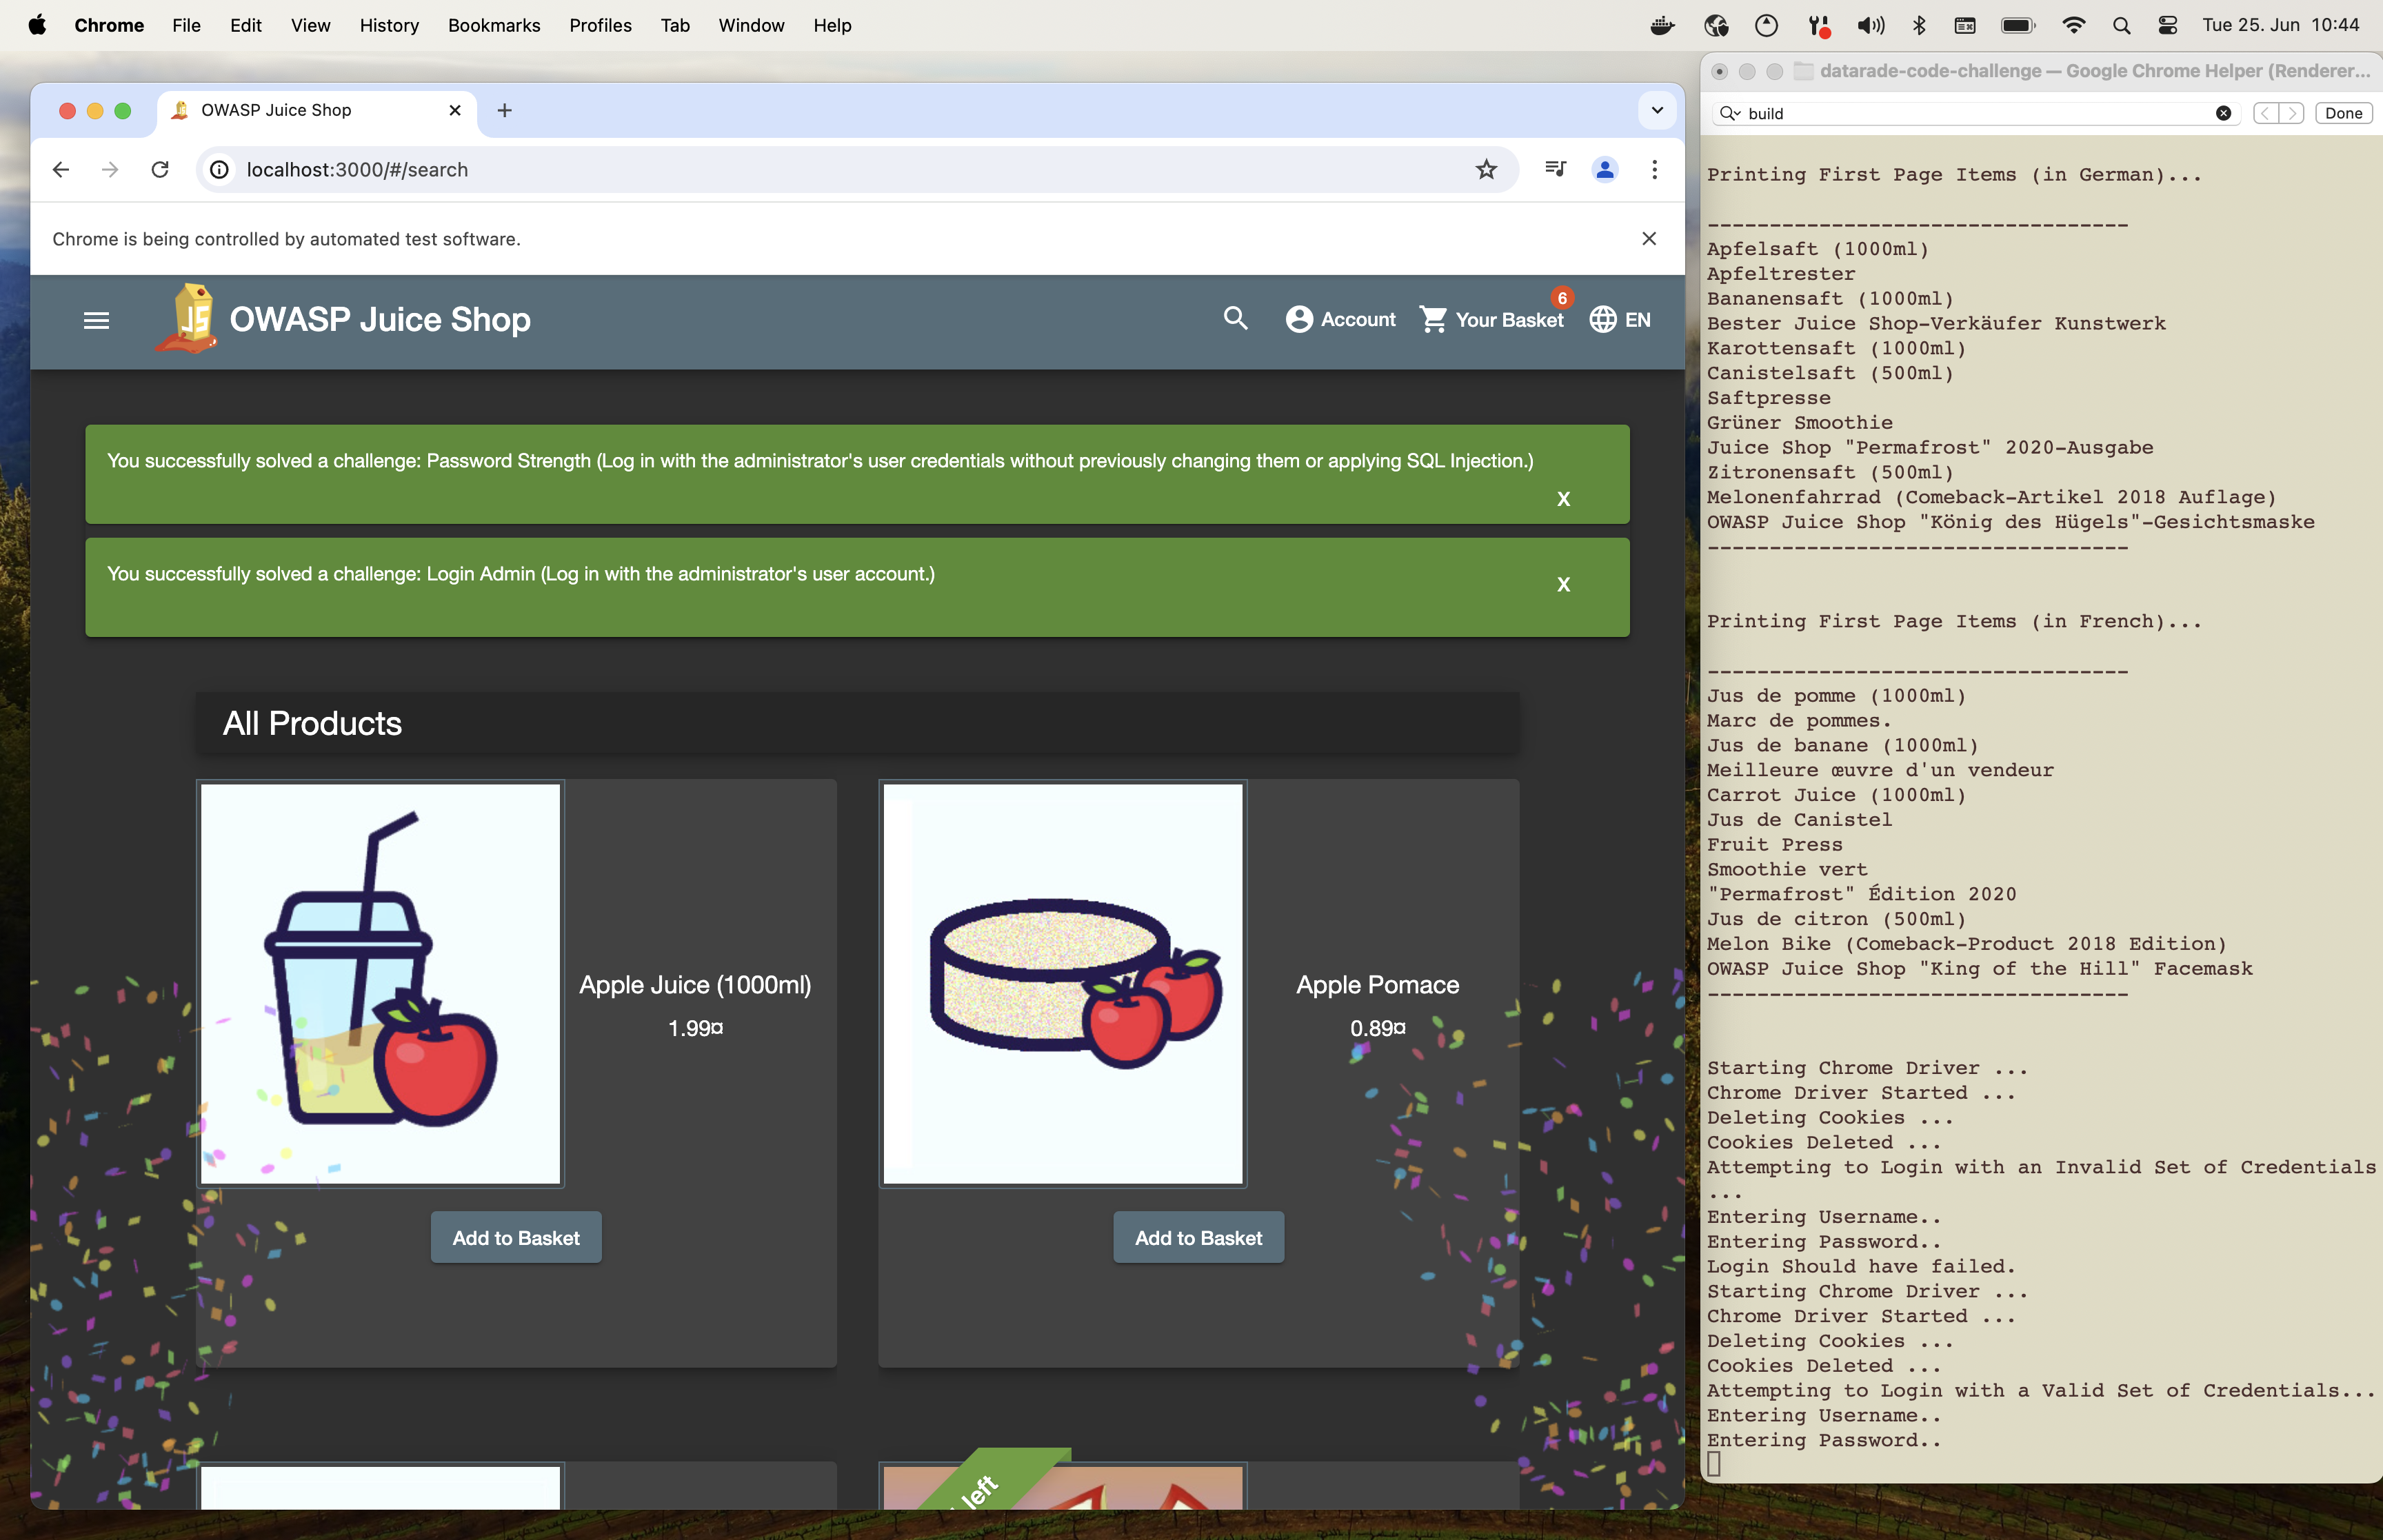 Chrome File Edit View History Bookmarks Profiles Tab Window Help
Tue 25. Jun 10:44
OWASP Juice Shop
localhost:3000/#/search
Chrome is being controlled by automated test software.
JS OWASP Juice Shop
Account
6
Your Basket
EN
You successfully solved a challenge: Password Strength (Log in with the administrator's user credentials without previously changing them or applying SQL Injection.)
X
You successfully solved a challenge: Login Admin (Log in with the administrator's user account.)
X
All Products
Apple Juice (1000ml)
1.99¤
Add to Basket
Apple Pomace
0.89¤
Add to Basket
left
datarade-code-challenge — Google Chrome Helper (Renderer...
build
Done
Printing First Page Items (in German)...
----------------------------------
Apfelsaft (1000ml)
Apfeltrester
Bananensaft (1000ml)
Bester Juice Shop-Verkäufer Kunstwerk
Karottensaft (1000ml)
Canistelsaft (500ml)
Saftpresse
Grüner Smoothie
Juice Shop "Permafrost" 2020-Ausgabe
Zitronensaft (500ml)
Melonenfahrrad (Comeback-Artikel 2018 Auflage)
OWASP Juice Shop "König des Hügels"-Gesichtsmaske
----------------------------------
Printing First Page Items (in French)...
----------------------------------
Jus de pomme (1000ml)
Marc de pommes.
Jus de banane (1000ml)
Meilleure œuvre d'un vendeur
Carrot Juice (1000ml)
Jus de Canistel
Fruit Press
Smoothie vert
"Permafrost" Édition 2020
Jus de citron (500ml)
Melon Bike (Comeback-Product 2018 Edition)
OWASP Juice Shop "King of the Hill" Facemask
----------------------------------
Starting Chrome Driver ...
Chrome Driver Started ...
Deleting Cookies ...
Cookies Deleted ...
Attempting to Login with an Invalid Set of Credentials
...
Entering Username..
Entering Password..
Login Should have failed.
Starting Chrome Driver ...
Chrome Driver Started ...
Deleting Cookies ...
Cookies Deleted ...
Attempting to Login with a Valid Set of Credentials...
Entering Username..
Entering Password..